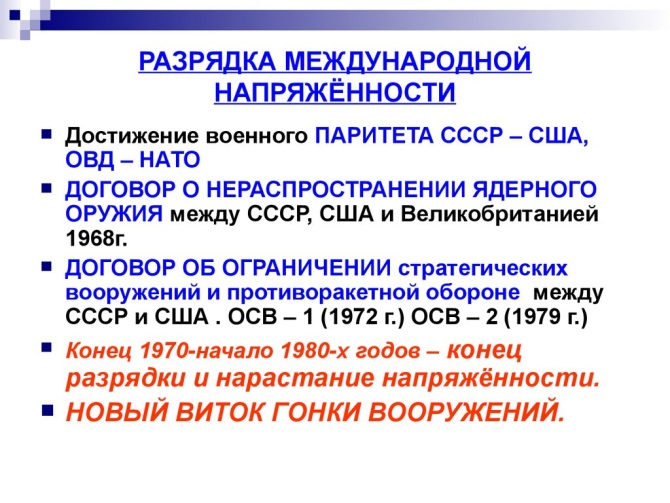 РАЗРЯДКА МЕЖДУНАРОДНОЙ
НАПРЯЖЁННОСТИ
Достижение военного ПАРИТЕТА СССР – США,
ОВД – НАТО
ДОГОВОР О НЕРАСПРОСТРАНЕНИИ ЯДЕРНОГО
ОРУЖИЯ между СССР, США и Великобританией
1968г.
ДОГОВОР ОБ ОГРАНИЧЕНИИ стратегических
вооружений и противоракетной обороне между
СССР и США . ОСВ – 1 (1972 г.) ОСВ – 2 (1979 г.)
Конец 1970-начало 1980-х годов – конец
разрядки и нарастание напряжённости.
НОВЫЙ ВИТОК ГОНКИ ВООРУЖЕНИЙ.